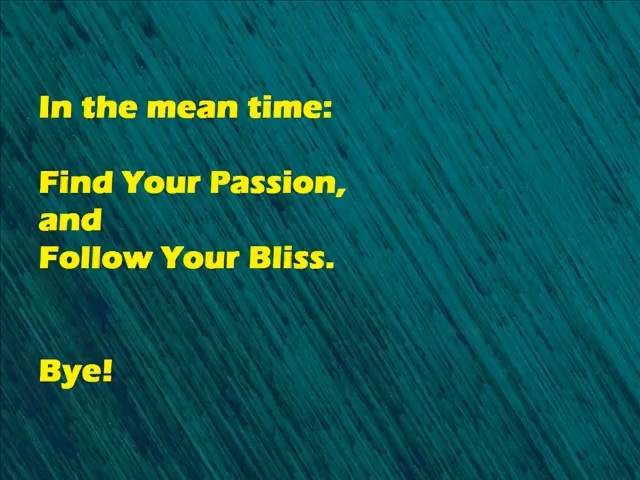 In the mean time:
Find Your Passion,
and
Follow Your Bliss.
Bye!